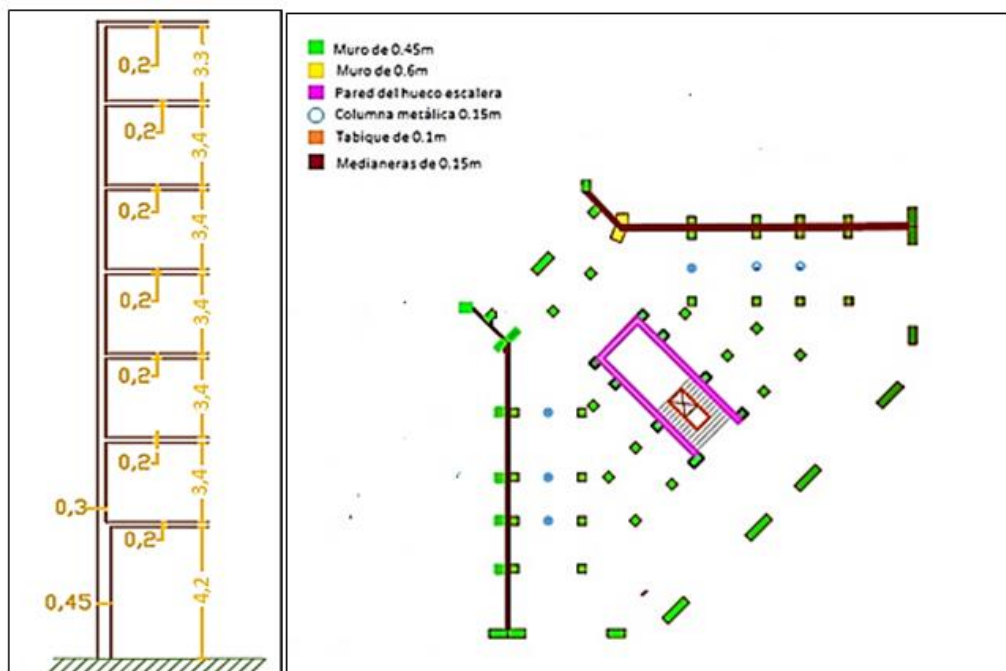 0,2
3.3
0,2
3,4
0,2
3,4
0,2
3,4
0,2
3,4
0,2
3,4
0,3
0,2
0,45
4,2
Muro de 0.45m
Muro de 0.6m
Pared del hueco escalera
Columna metálica 0.15m
Tabique de 0.1m
Medianeras de 0.15m